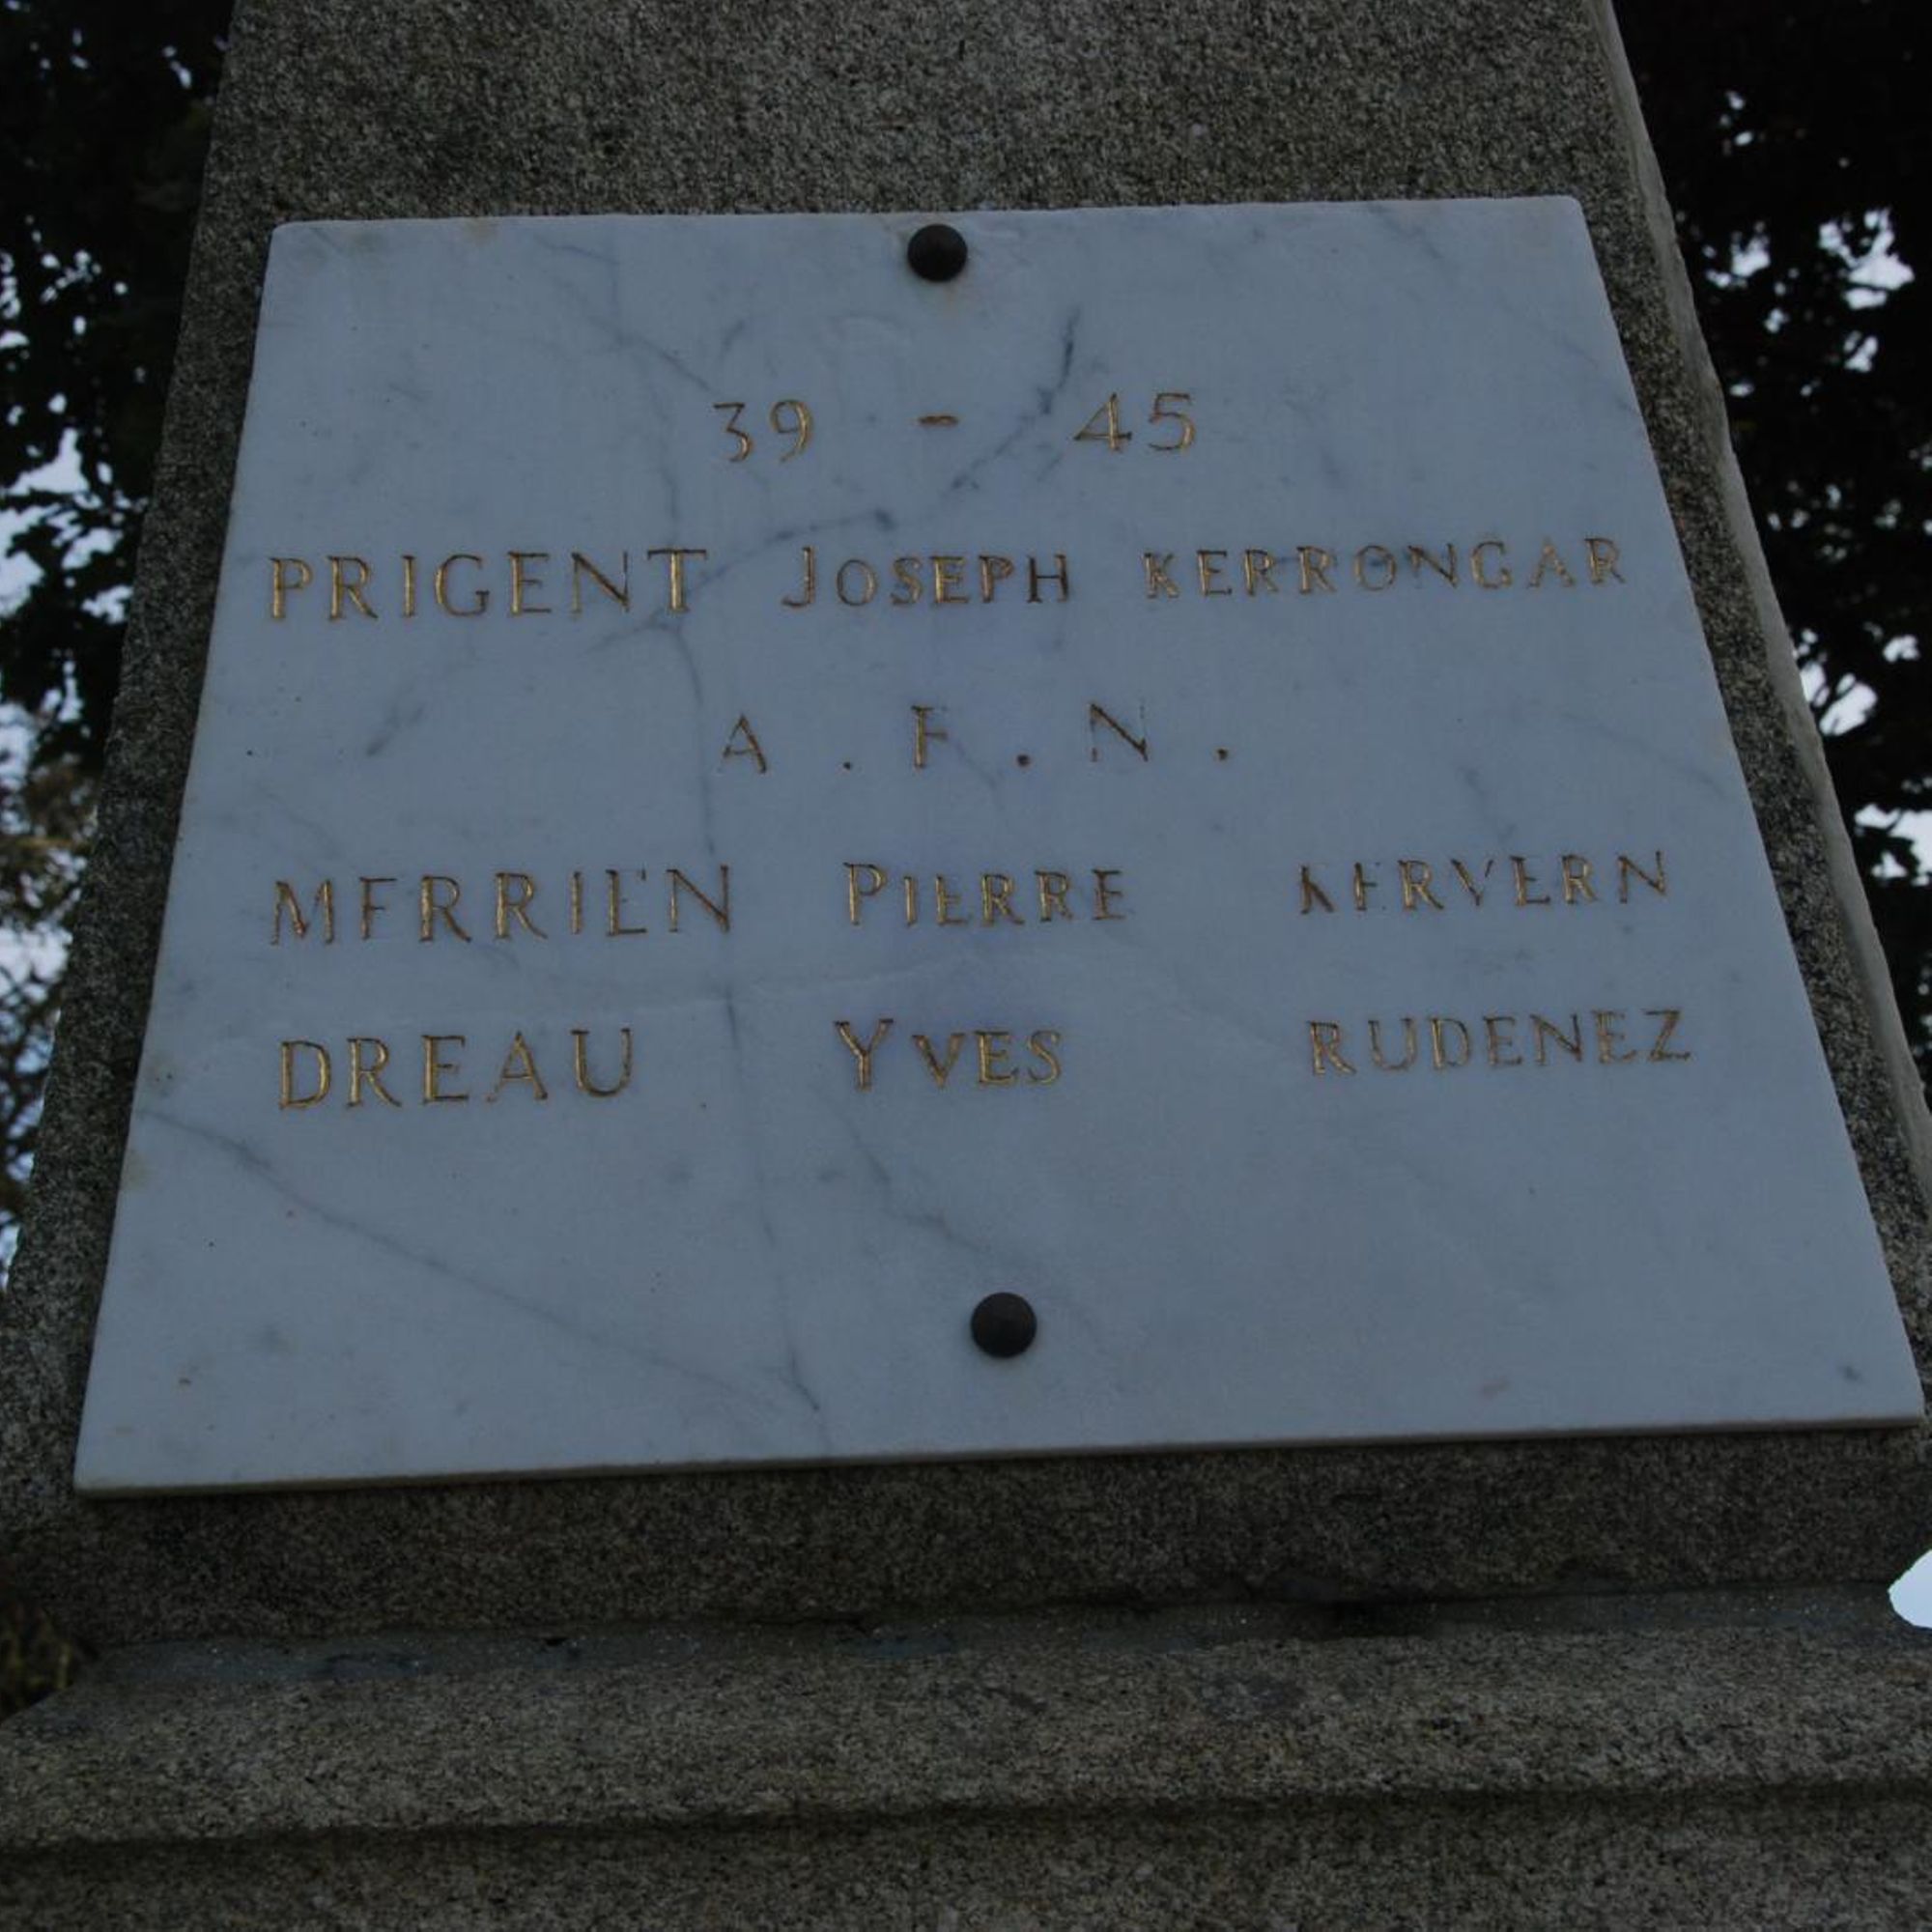 39 - 45
PRIGENT JOSEPH KERRONGAR
A . F . N .
MERRIEN PIERRE KERVERN
DREAU YVES RUDENEZ